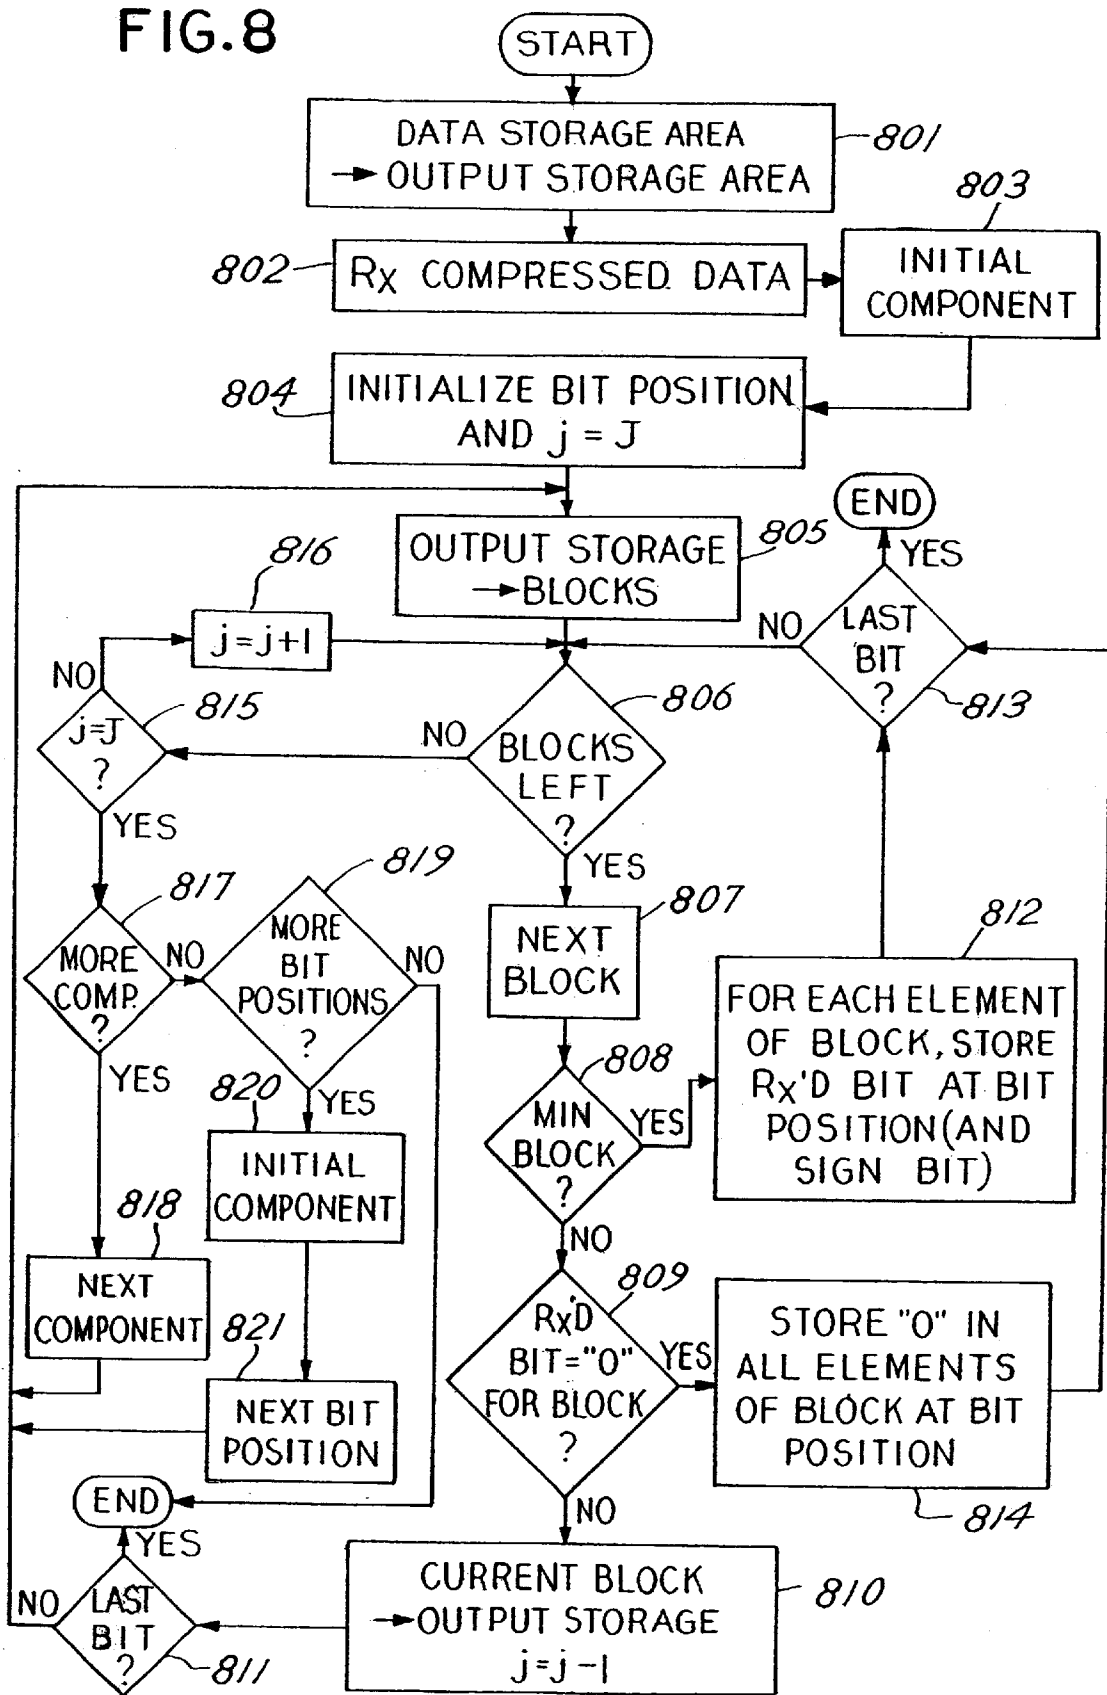 FIG.8
START
DATA STORAGE AREA
→ OUTPUT STORAGE AREA
801
802
Rx COMPRESSED DATA
803
INITIAL
COMPONENT
804
INITIALIZE BIT POSITION
AND j = J
END
YES
805
OUTPUT STORAGE
→ BLOCKS
816
j=j+1
NO
LAST
BIT
?
813
NO
815
j=J
?
YES
NO
806
BLOCKS
LEFT
?
YES
817
MORE
COMP.
?
NO
YES
819
MORE
BIT
POSITIONS
?
NO
YES
807
NEXT
BLOCK
812
FOR EACH ELEMENT
OF BLOCK, STORE
Rx'D BIT AT BIT
POSITION (AND
SIGN BIT)
808
MIN
BLOCK
?
YES
NO
820
INITIAL
COMPONENT
818
NEXT
COMPONENT
821
NEXT BIT
POSITION
809
Rx'D
BIT="0"
FOR BLOCK
?
YES
NO
STORE "0" IN
ALL ELEMENTS
OF BLOCK AT BIT
POSITION
814
END
YES
NO
LAST
BIT
?
811
CURRENT BLOCK
→ OUTPUT STORAGE
j=j-1
810